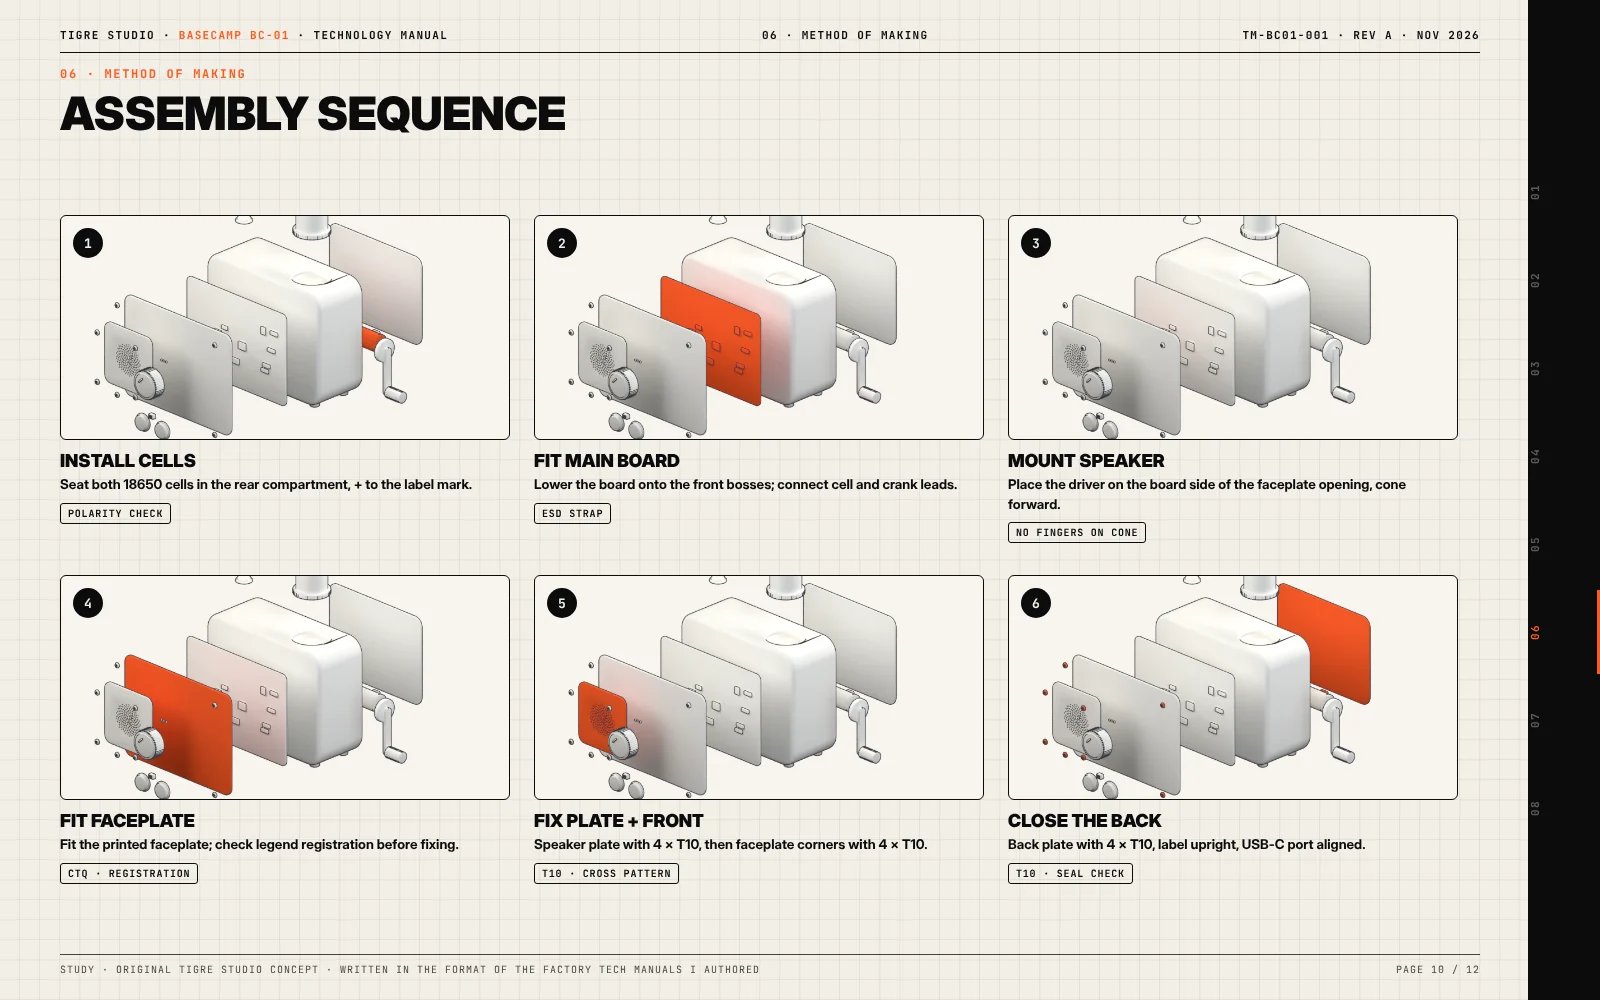 TIGRE STUDIO · BASECAMP BC-01 · TECHNOLOGY MANUAL
06 · METHOD OF MAKING
TM-BC01-001 · REV A · NOV 2026
06 · METHOD OF MAKING
ASSEMBLY SEQUENCE
1
INSTALL CELLS
Seat both 18650 cells in the rear compartment, + to the label mark.
POLARITY CHECK
2
FIT MAIN BOARD
Lower the board onto the front bosses; connect cell and crank leads.
ESD STRAP
3
MOUNT SPEAKER
Place the driver on the board side of the faceplate opening, cone
forward.
NO FINGERS ON CONE
4
FIT FACEPLATE
Fit the printed faceplate; check legend registration before fixing.
CTQ · REGISTRATION
5
FIX PLATE + FRONT
Speaker plate with 4 × T10, then faceplate corners with 4 × T10.
T10 · CROSS PATTERN
6
CLOSE THE BACK
Back plate with 4 × T10, label upright, USB-C port aligned.
T10 · SEAL CHECK
01
02
03
04
05
06
07
08
STUDY · ORIGINAL TIGRE STUDIO CONCEPT · WRITTEN IN THE FORMAT OF THE FACTORY TECH MANUALS I AUTHORED
PAGE 10 / 12